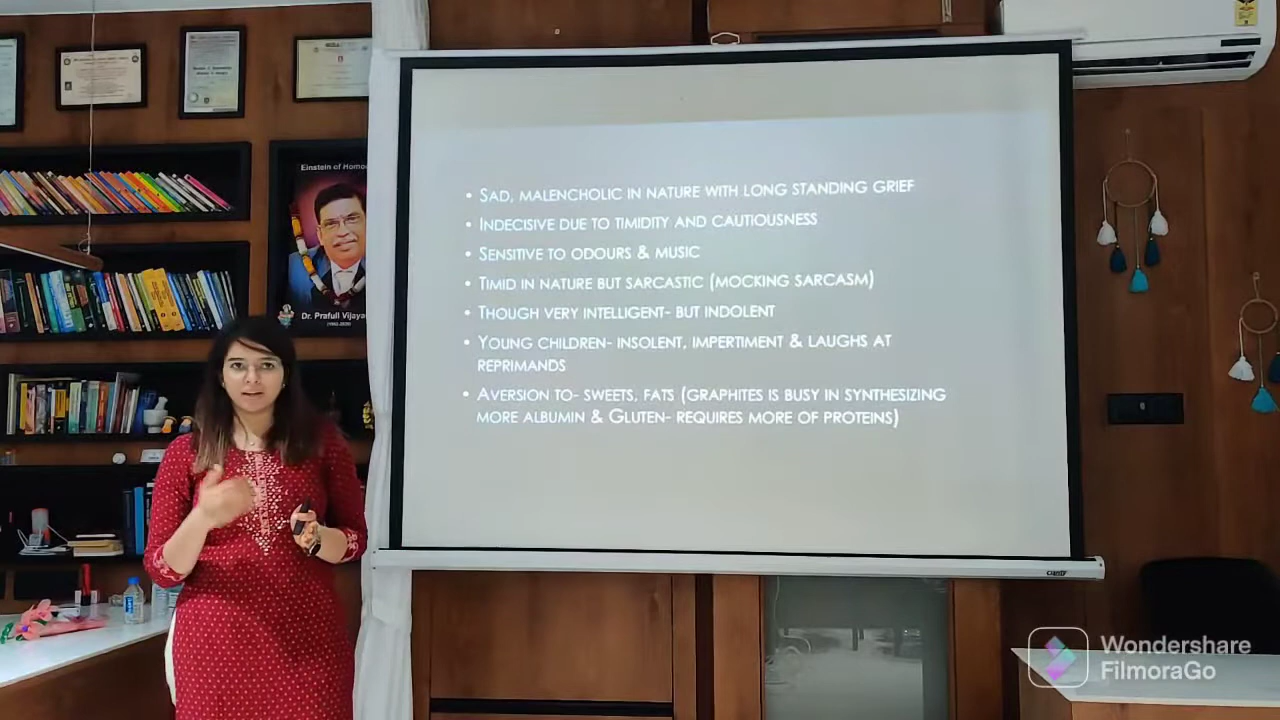 Einstein of Homoe
Dr. Prafull Vijaya
• SAD, MALENCHOLIC IN NATURE WITH LONG STANDING GRIEF
• INDECISIVE DUE TO TIMIDITY AND CAUTIOUSNESS
• SENSITIVE TO ODOURS & MUSIC
• TIMID IN NATURE BUT SARCASTIC (MOCKING SARCASM)
• THOUGH VERY INTELLIGENT- BUT INDOLENT
• YOUNG CHILDREN- INSOLENT, IMPERTIMENT & LAUGHS AT
REPRIMANDS
• AVERSION TO- SWEETS, FATS (GRAPHITES IS BUSY IN SYNTHESIZING
MORE ALBUMIN & GLUTEN- REQUIRES MORE OF PROTEINS)
Wondershare
FilmoraGo